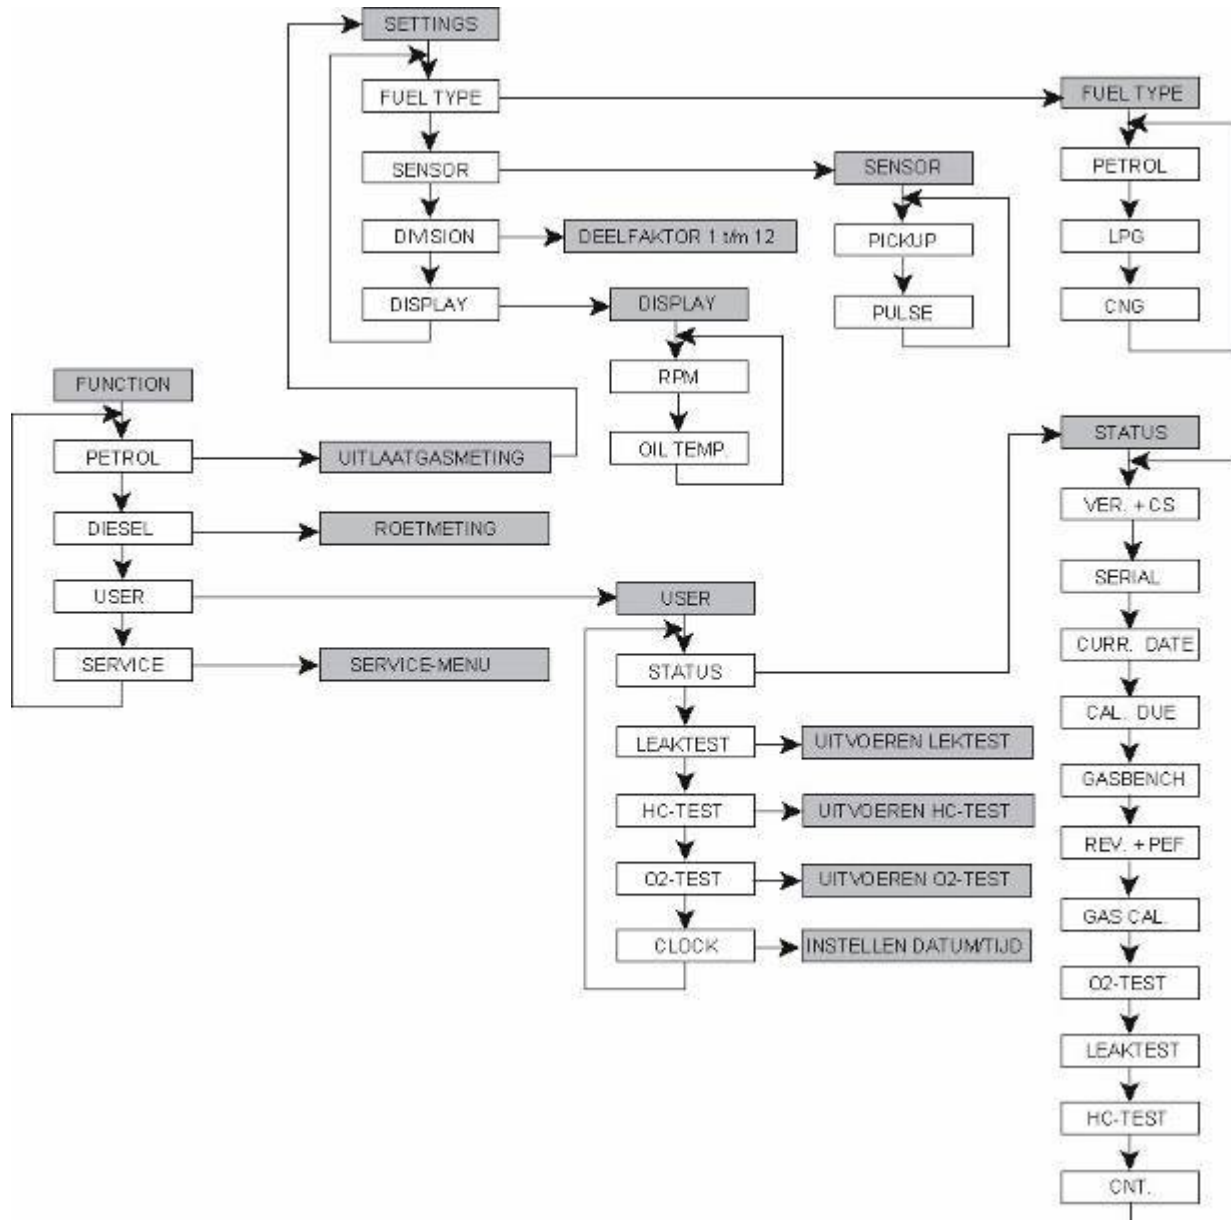 SETTINGS
FUEL TYPE
SENSOR
DIVISION
DISPLAY
DEELFAKTOR 1 t/m 12
DISPLAY
RPM
OIL TEMP.
SENSOR
PICKUP
PULSE
FUEL TYPE
PETROL
LPG
CNG
FUNCTION
PETROL
DIESEL
USER
SERVICE
UITLAATGASMETING
ROETMETING
SERVICE-MENU
USER
STATUS
LEAKTEST
HC-TEST
O2-TEST
CLOCK
UITVOEREN LEKTEST
UITVOEREN HC-TEST
UITVOEREN O2-TEST
INSTELLEN DATUM/TIJD
STATUS
VER. + CS
SERIAL
CURR. DATE
CAL. DUE
GASBENCH
REV. + PEF
GAS CAL.
O2-TEST
LEAKTEST
HC-TEST
CNT.